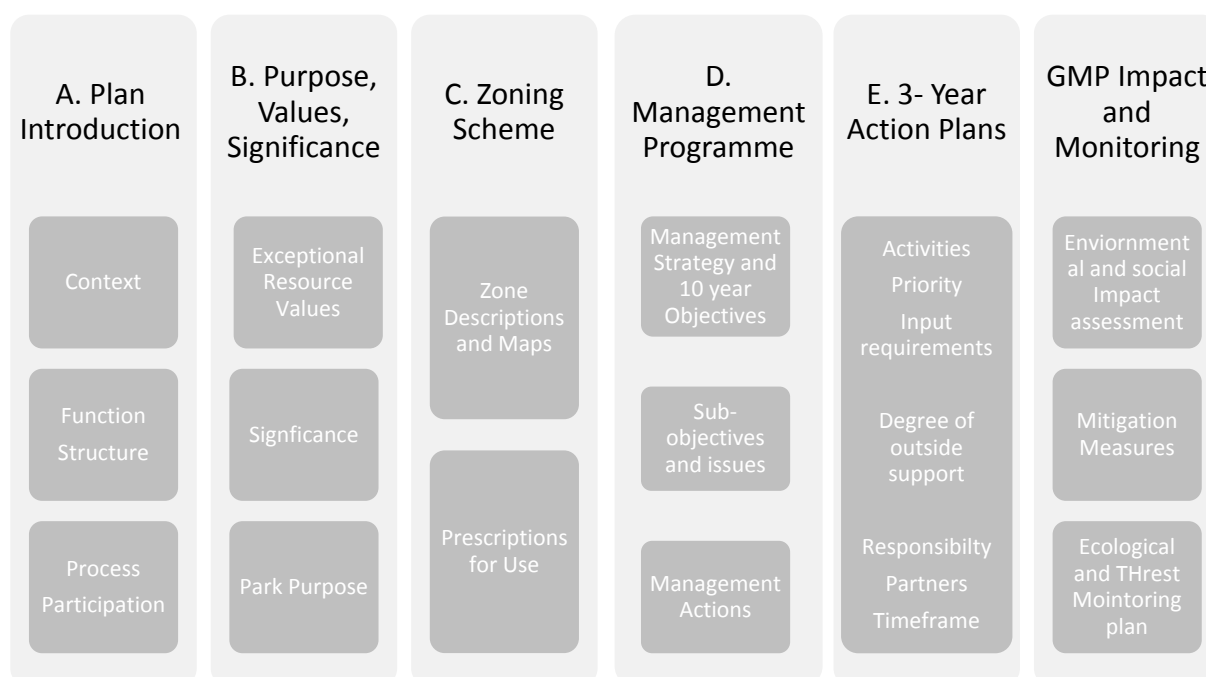 A. Plan
Introduction
Context
Function
Structure
Process
Participation
B. Purpose,
Values,
Significance
Exceptional
Resource
Values
Signficance
Park Purpose
C. Zoning
Scheme
Zone
Descriptions
and Maps
Prescriptions
for Use
D.
Management
Programme
Management
Strategy and
10 year
Objectives
Sub-
objectives
and issues
Management
Actions
E. 3- Year
Action Plans
Activities
Priority
Input
requirements
Degree of
outside
support
Responsibilty
Partners
Timeframe
GMP Impact
and
Monitoring
Enviornment
al and social
Impact
assessment
Mitigation
Measures
Ecological
and THrest
Mointoring
plan